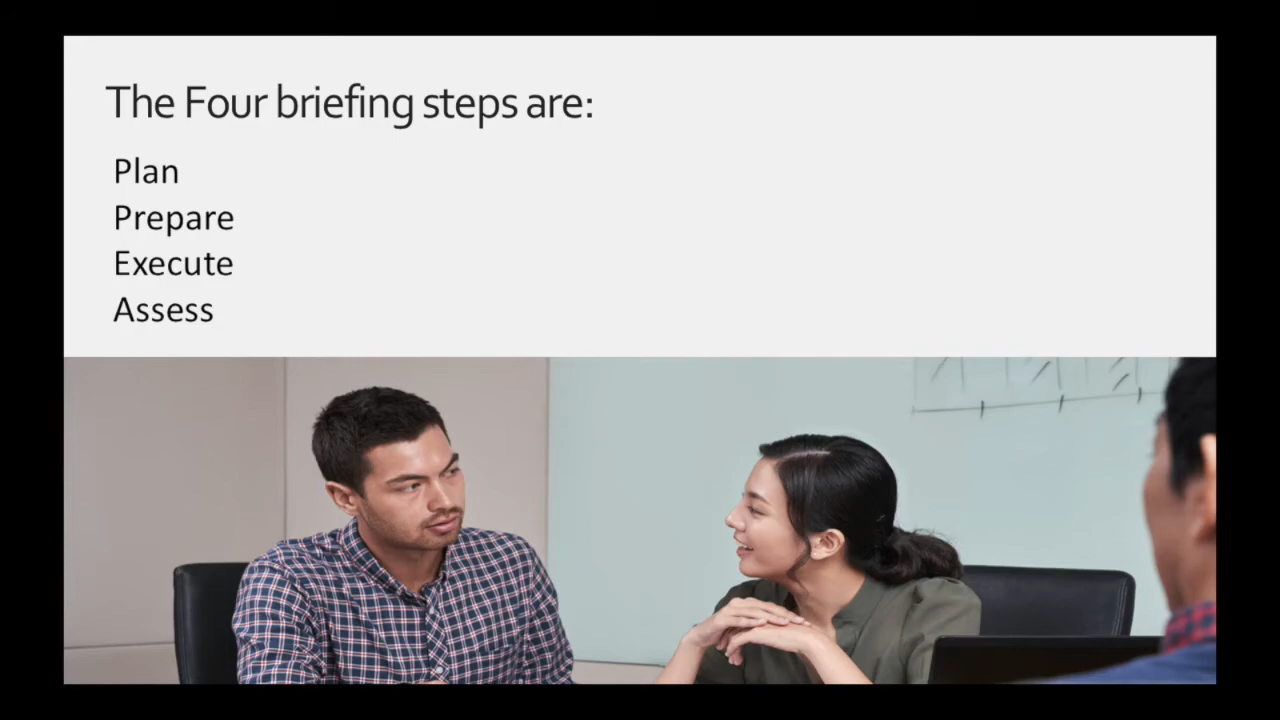 The Four briefing steps are:
Plan
Prepare
Execute
Assess